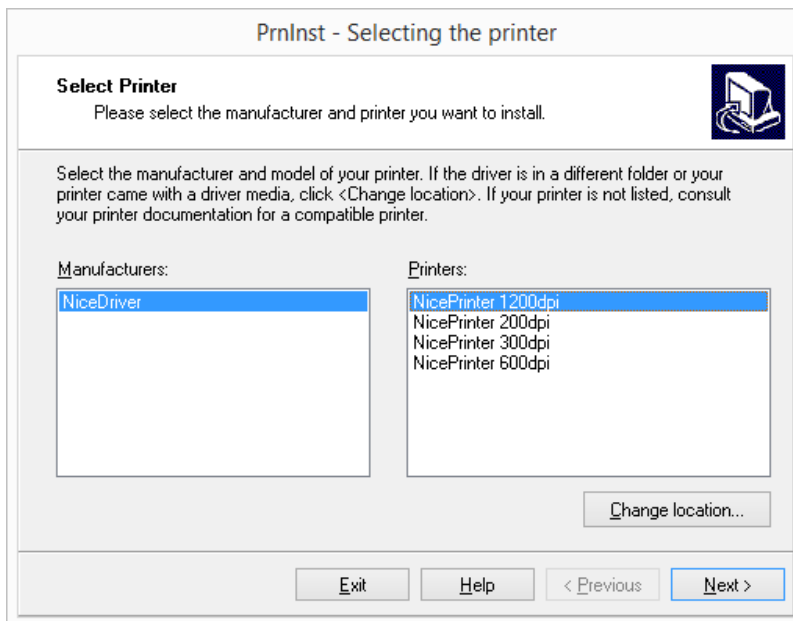 PrnInst - Selecting the printer
Select Printer
Please select the manufacturer and printer you want to install.
Select the manufacturer and model of your printer. If the driver is in a different folder or your
printer came with a driver media, click <Change location>. If your printer is not listed, consult
your printer documentation for a compatible printer.
Manufacturers:
NiceDriver
Printers:
NicePrinter 1200dpi
NicePrinter 200dpi
NicePrinter 300dpi
NicePrinter 600dpi
Change location...
Exit
Help
< Previous
Next >